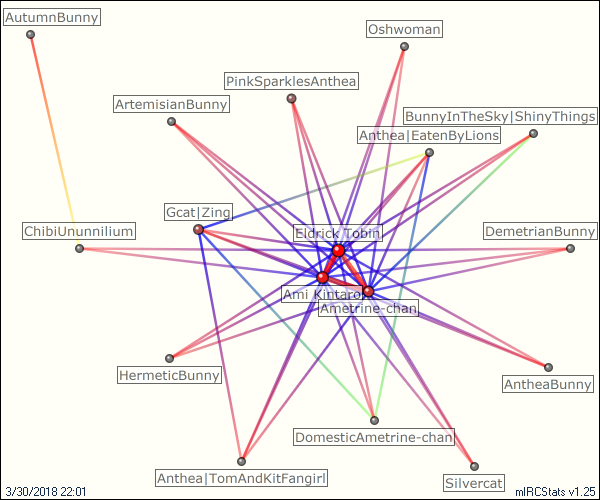 AutumnBunny
Oshwoman
PinkSparklesAnthea
ArtemisianBunny
BunnyInTheSky|ShinyThings
Anthea|EatenByLions
Gcat|Zing
ChibiUnunnilium
Eldrick Tobin
DemetrianBunny
Ami Kintaro
Ametrine-chan
HermeticBunny
AntheaBunny
DomesticAmetrine-chan
Anthea|TomAndKitFangirl
Silvercat
3/30/2018 22:01
mIRCStats v1.25